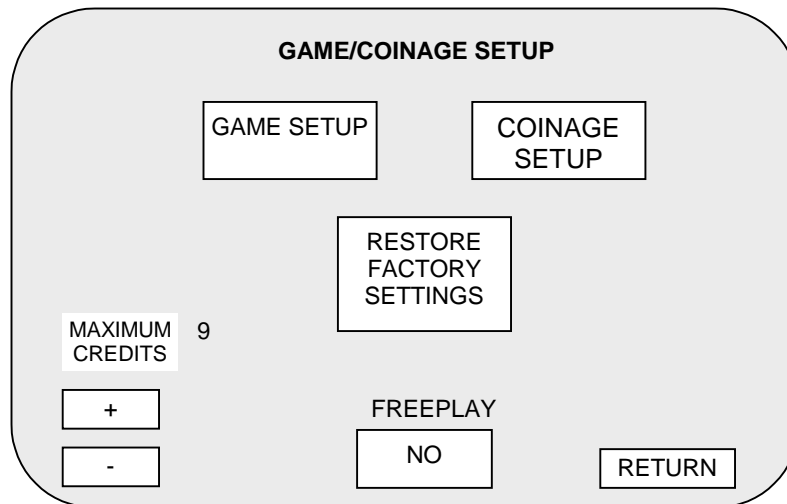 GAME/COINAGE SETUP
GAME SETUP
COINAGE
SETUP
RESTORE
FACTORY
SETTINGS
MAXIMUM
CREDITS
9
+
-
FREEPLAY
NO
RETURN